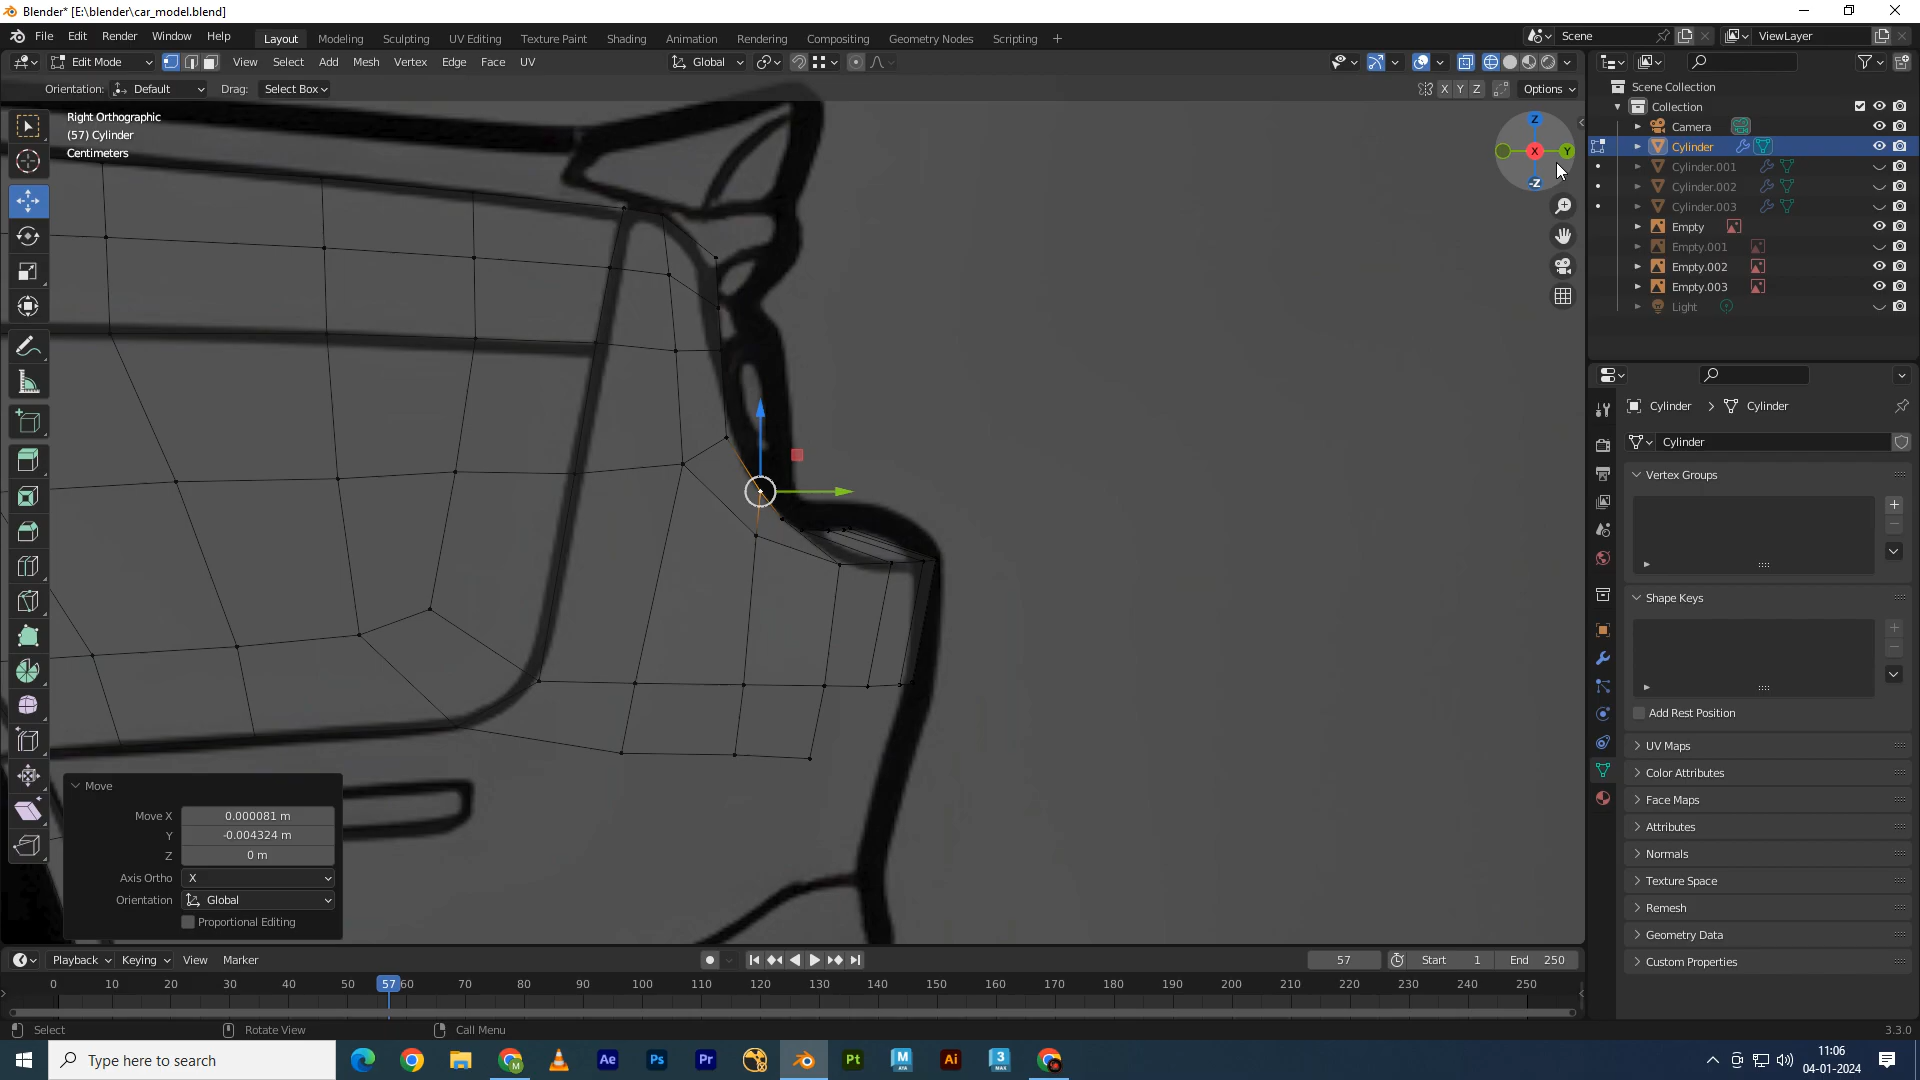 Blender* [E:\blender\car_model.blend]
File Edit Render Window Help
Layout Modeling Sculpting UV Editing Texture Paint Shading Animation Rendering Compositing Geometry Nodes Scripting +
Scene
ViewLayer
Edit Mode
View Select Add Mesh Vertex Edge Face UV
Global
Orientation: Default Drag: Select Box
X Y Z
Options
Right Orthographic
(57) Cylinder
Centimeters
Z
X
Y
-Z
Scene Collection
Collection
Camera
Cylinder
Cylinder.001
Cylinder.002
Cylinder.003
Empty
Empty.001
Empty.002
Empty.003
Light
Cylinder > Cylinder
Cylinder
Vertex Groups
Shape Keys
Add Rest Position
UV Maps
Color Attributes
Face Maps
Attributes
Normals
Texture Space
Remesh
Geometry Data
Custom Properties
Move
Move X 0.000081 m
Y -0.004324 m
Z 0 m
Axis Ortho X
Orientation Global
Proportional Editing
Playback Keying View Marker
57
Start 1
End 250
0 10 20 30 40 50 57 60 70 80 90 100 110 120 130 140 150 160 170 180 190 200 210 220 230 240 250
Select
Rotate View
Call Menu
3.3.0
Type here to search
Ae Ps Pr Pt M Ai 3
11:06
04-01-2024